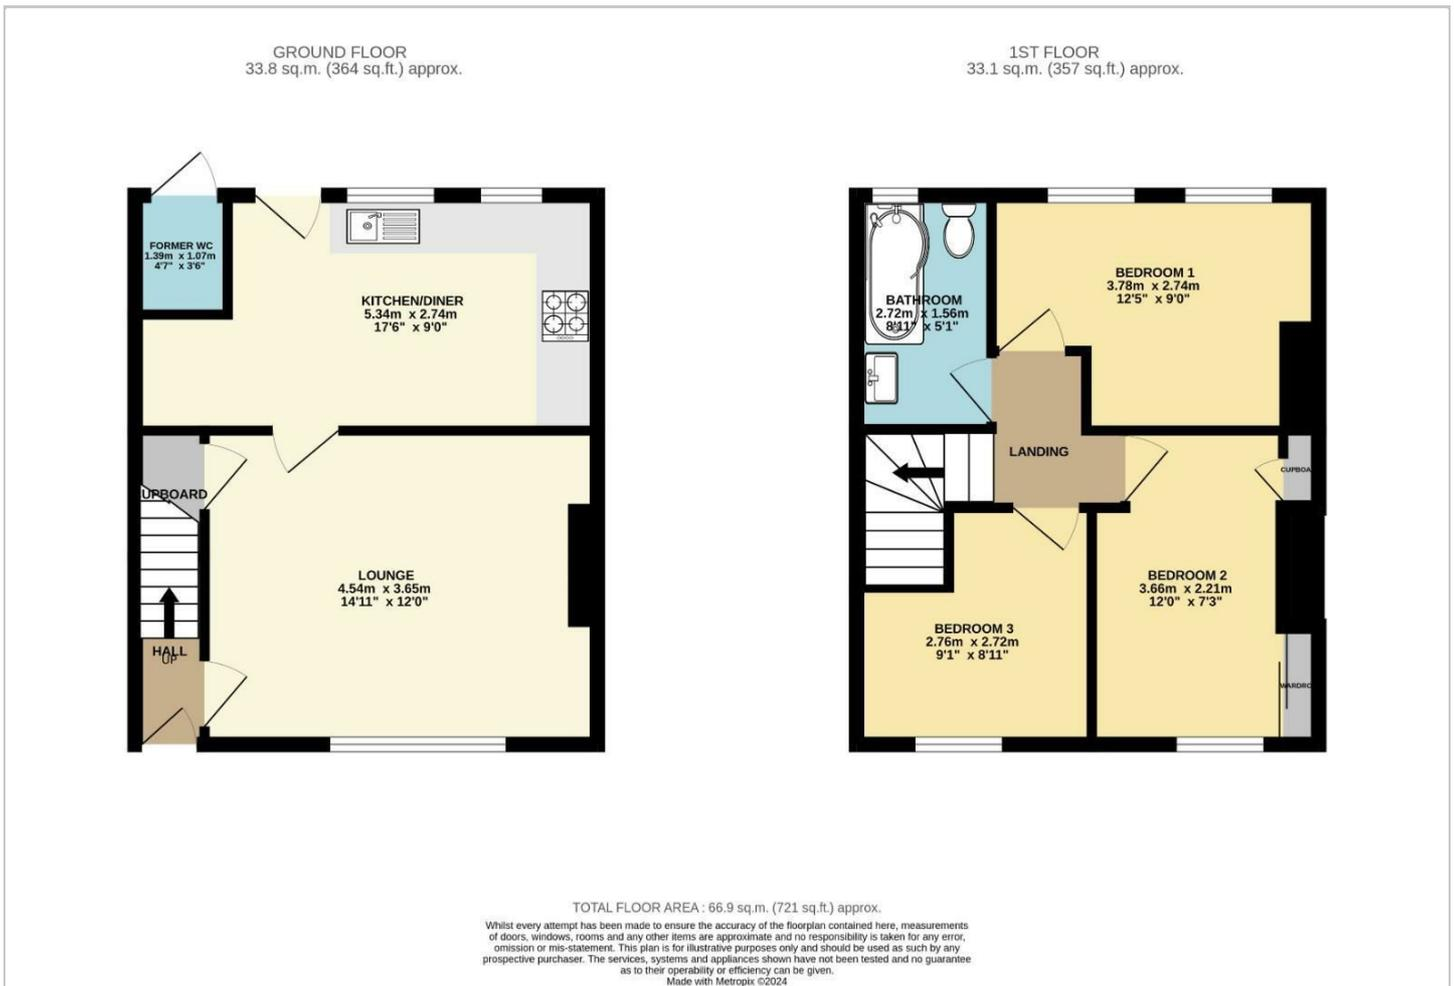 GROUND FLOOR
33.8 sq.m. (364 sq.ft.) approx.
1ST FLOOR
33.1 sq.m. (357 sq.ft.) approx.
FORMER WC
1.39m x 1.07m
4'7" x 3'6"
KITCHEN/DINER
5.34m x 2.74m
17'6" x 9'0"
UPBOARD
LOUNGE
4.54m x 3.65m
14'11" x 12'0"
HALL
UP
BATHROOM
2.72m x 1.56m
8'11" x 5'1"
BEDROOM 1
3.78m x 2.74m
12'5" x 9'0"
LANDING
CUPBOA
BEDROOM 2
3.66m x 2.21m
12'0" x 7'3"
BEDROOM 3
2.76m x 2.72m
9'1" x 8'11"
WARDRO
TOTAL FLOOR AREA : 66.9 sq.m. (721 sq.ft.) approx.
Whilst every attempt has been made to ensure the accuracy of the floorplan contained here, measurements
of doors, windows, rooms and any other items are approximate and no responsibility is taken for any error,
omission or mis-statement. This plan is for illustrative purposes only and should be used as such by any
prospective purchaser. The services, systems and appliances shown have not been tested and no guarantee
as to their operability or efficiency can be given.
Made with Metropix ©2024